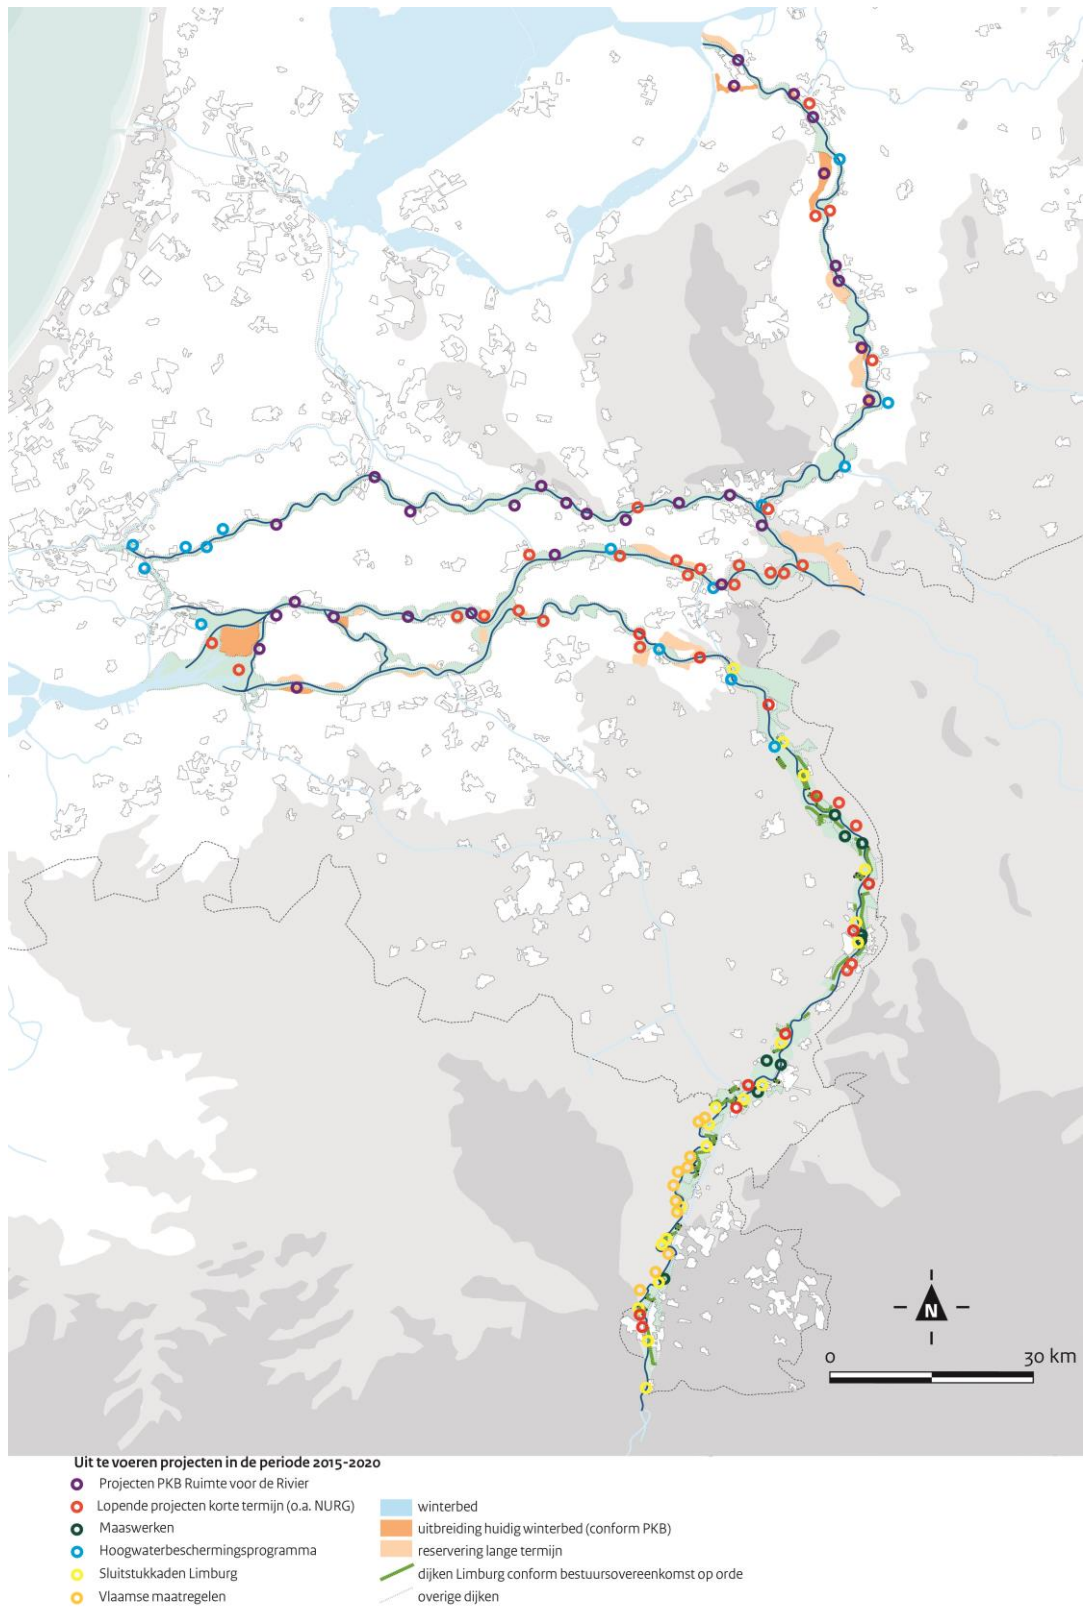 N
0 30 km
Uit te voeren projecten in de periode 2015-2020
Projecten PKB Ruimte voor de Rivier
Lopende projecten korte termijn (o.a. NURG)
Maaswerken
Hoogwaterbeschermingsprogramma
Sluitstukkaden Limburg
Vlaamse maatregelen
winterbed
uitbreiding huidig winterbed (conform PKB)
reservering lange termijn
dijken Limburg conform bestuursovereenkomst op orde
overige dijken